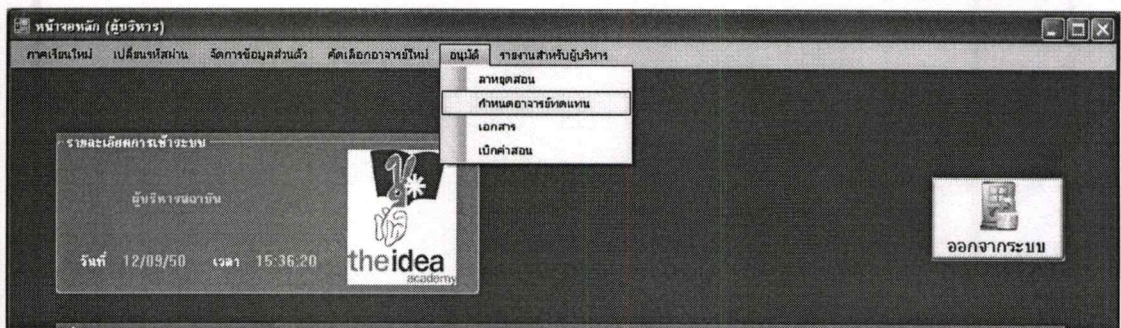 หน้าจอหลัก (ผู้บริหาร)
ภาคเรียนใหม่ เปลี่ยนรหัสผ่าน จัดการข้อมูลส่วนตัว คัดเลือกอาจารย์ใหม่ อนุมัติ รายงานสำหรับผู้บริหาร
ลาหยุดสอน
กำหนดอาจารย์ทดแทน
เอกสาร
เบิกค่าสอน
รายละเอียดการเข้าระบบ
ผู้บริหารสถาบัน
วันที่ 12/09/50 เวลา 15:36:20
theidea
academy
ออกจากระบบ